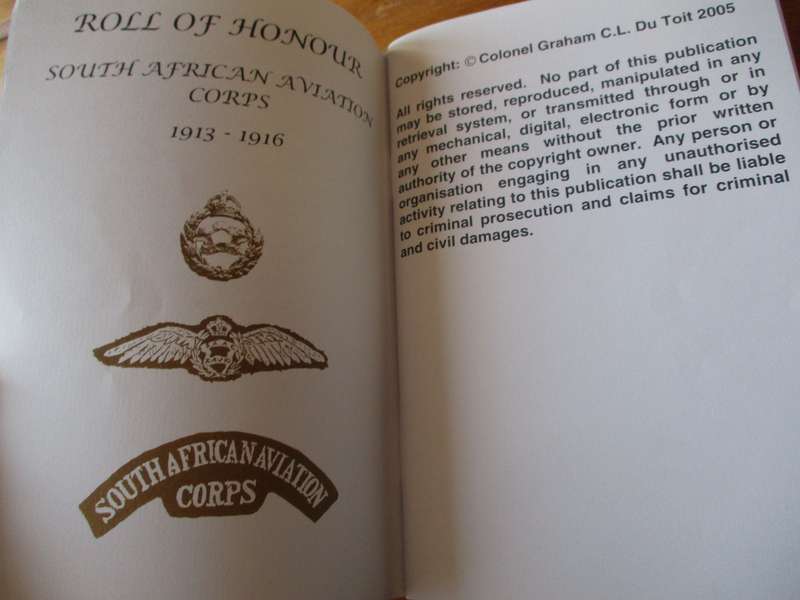 ROLL OF HONOUR
SOUTH AFRICAN AVIATION
CORPS
1913 - 1916
SOUTH AFRICAN AVIATION
CORPS
Copyright: © Colonel Graham C.L. Du Toit 2005
All rights reserved. No part of this publication
may be stored, reproduced, manipulated in any
retrieval system, or transmitted through or in
any mechanical, digital, electronic form or by
any other means without the prior written
authority of the copyright owner. Any person or
organisation engaging in any unauthorised
activity relating to this publication shall be liable
to criminal prosecution and claims for criminal
and civil damages.